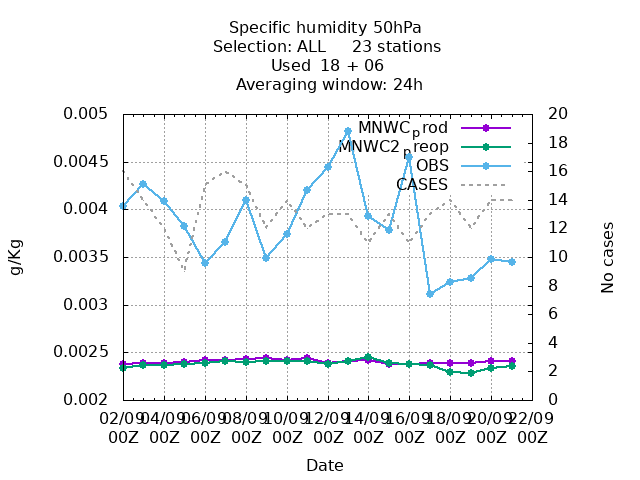 Specific humidity 50hPa
Selection: ALL 23 stations
Used 18 + 06
Averaging window: 24h
0.005
0.0045
0.004
0.0035
0.003
0.0025
0.002
g/Kg
20
18
16
14
12
10
8
6
4
2
0
No cases
MNWCprod
MNWC2preop
OBS
CASES
02/09 04/09 06/09 08/09 10/09 12/09 14/09 16/09 18/09 20/09 22/09
00Z 00Z 00Z 00Z 00Z 00Z 00Z 00Z 00Z 00Z 00Z
Date